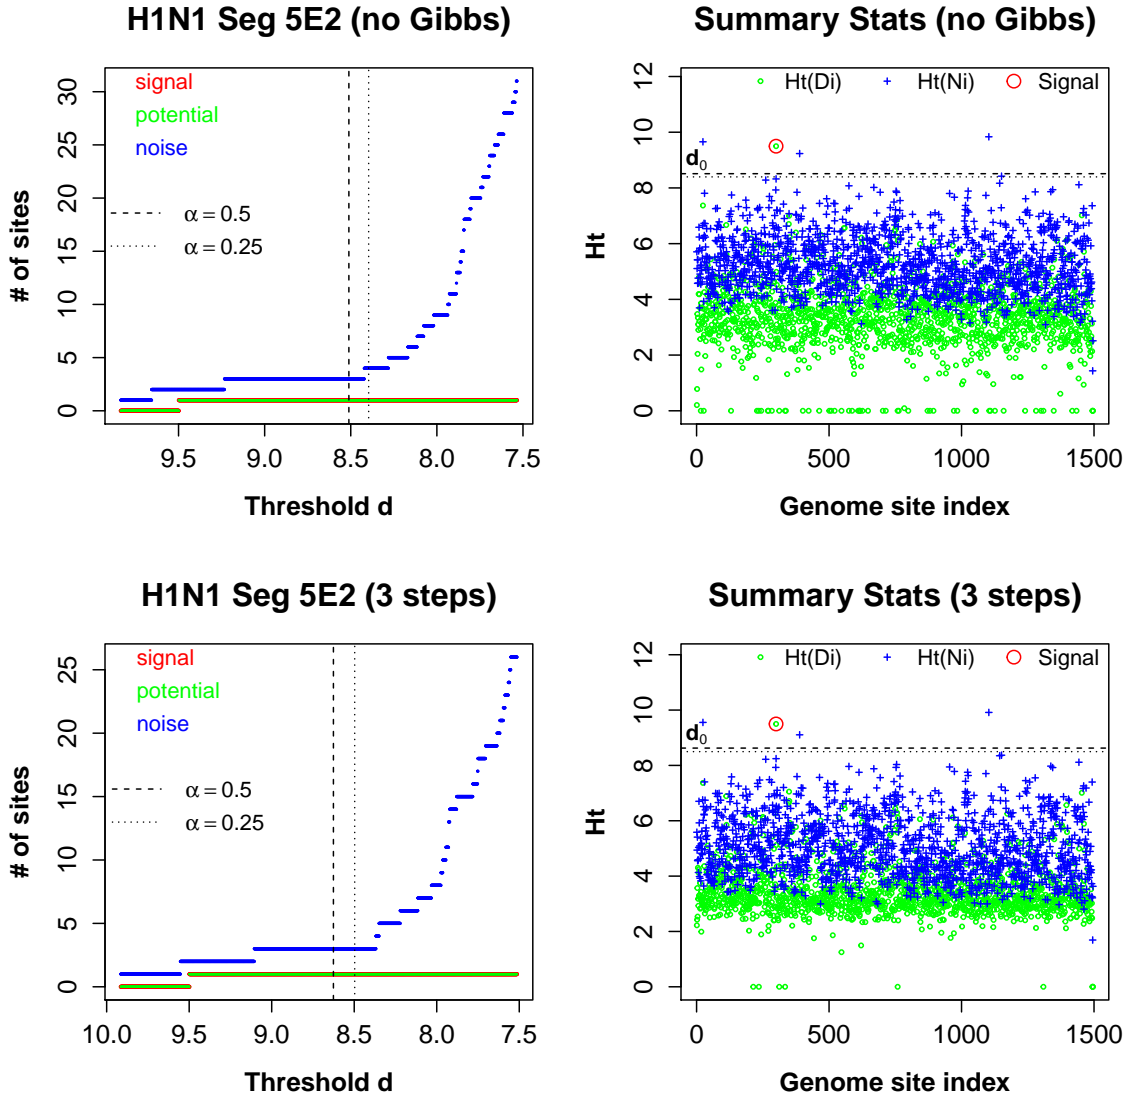 H1N1 Seg 5E2 (no Gibbs)
# of sites
0 5 10 15 20 25 30
signal
potential
noise
α = 0.5
α = 0.25
9.5 9.0 8.5 8.0 7.5
Threshold d
Summary Stats (no Gibbs)
Ht
0 2 4 6 8 10 12
Ht(Di) Ht(Ni) Signal
d0
0 500 1000 1500
Genome site index
H1N1 Seg 5E2 (3 steps)
# of sites
0 5 10 15 20 25
signal
potential
noise
α = 0.5
α = 0.25
10.0 9.5 9.0 8.5 8.0 7.5
Threshold d
Summary Stats (3 steps)
Ht
0 2 4 6 8 10 12
Ht(Di) Ht(Ni) Signal
d0
0 500 1000 1500
Genome site index